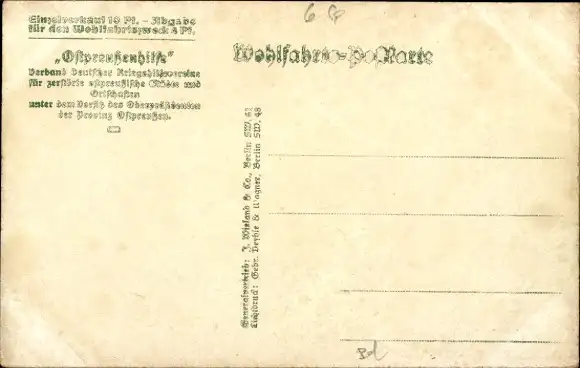 Einzelverkauf 10 Pf. - Abgabe
für den Wohlfahrtszweck 4 Pf.
„Ostpreußenhilfe“
Verband deutscher Kriegshilfsvereine
für zerstörte ostpreußische Städte und
Ortschaften
unter dem Vorsitz des Oberpräsidenten
der Provinz Ostpreußen.
Wohlfahrts-Postkarte
Generalvertrieb: J. Wieland & Co., Berlin SW. 68
Lichtdruck: Gebr. & Wagner, Berlin SW. 48
6